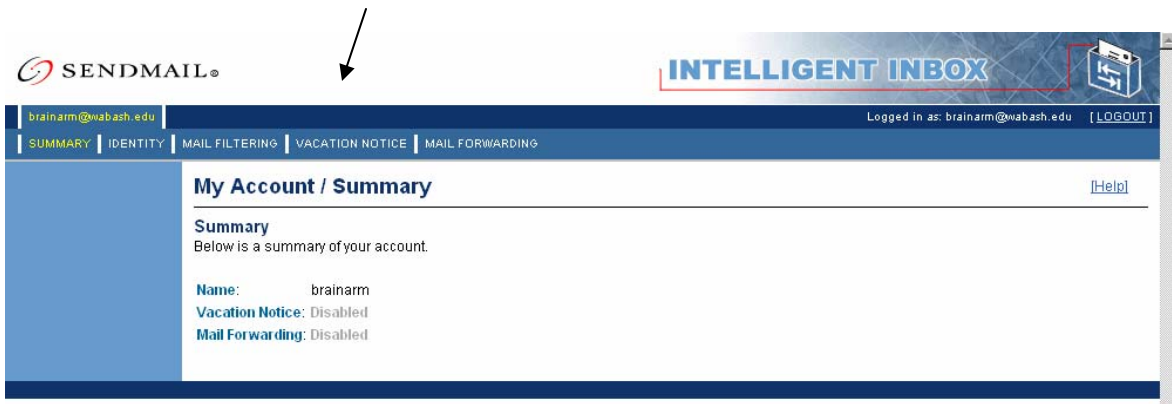 SENDMAIL®
INTELLIGENT INBOX
brainarm@wabash.edu
Logged in as: brainarm@wabash.edu [LOGOUT]
SUMMARY IDENTITY MAIL FILTERING VACATION NOTICE MAIL FORWARDING
My Account / Summary
[Help]
Summary
Below is a summary of your account.
Name: brainarm
Vacation Notice: Disabled
Mail Forwarding: Disabled